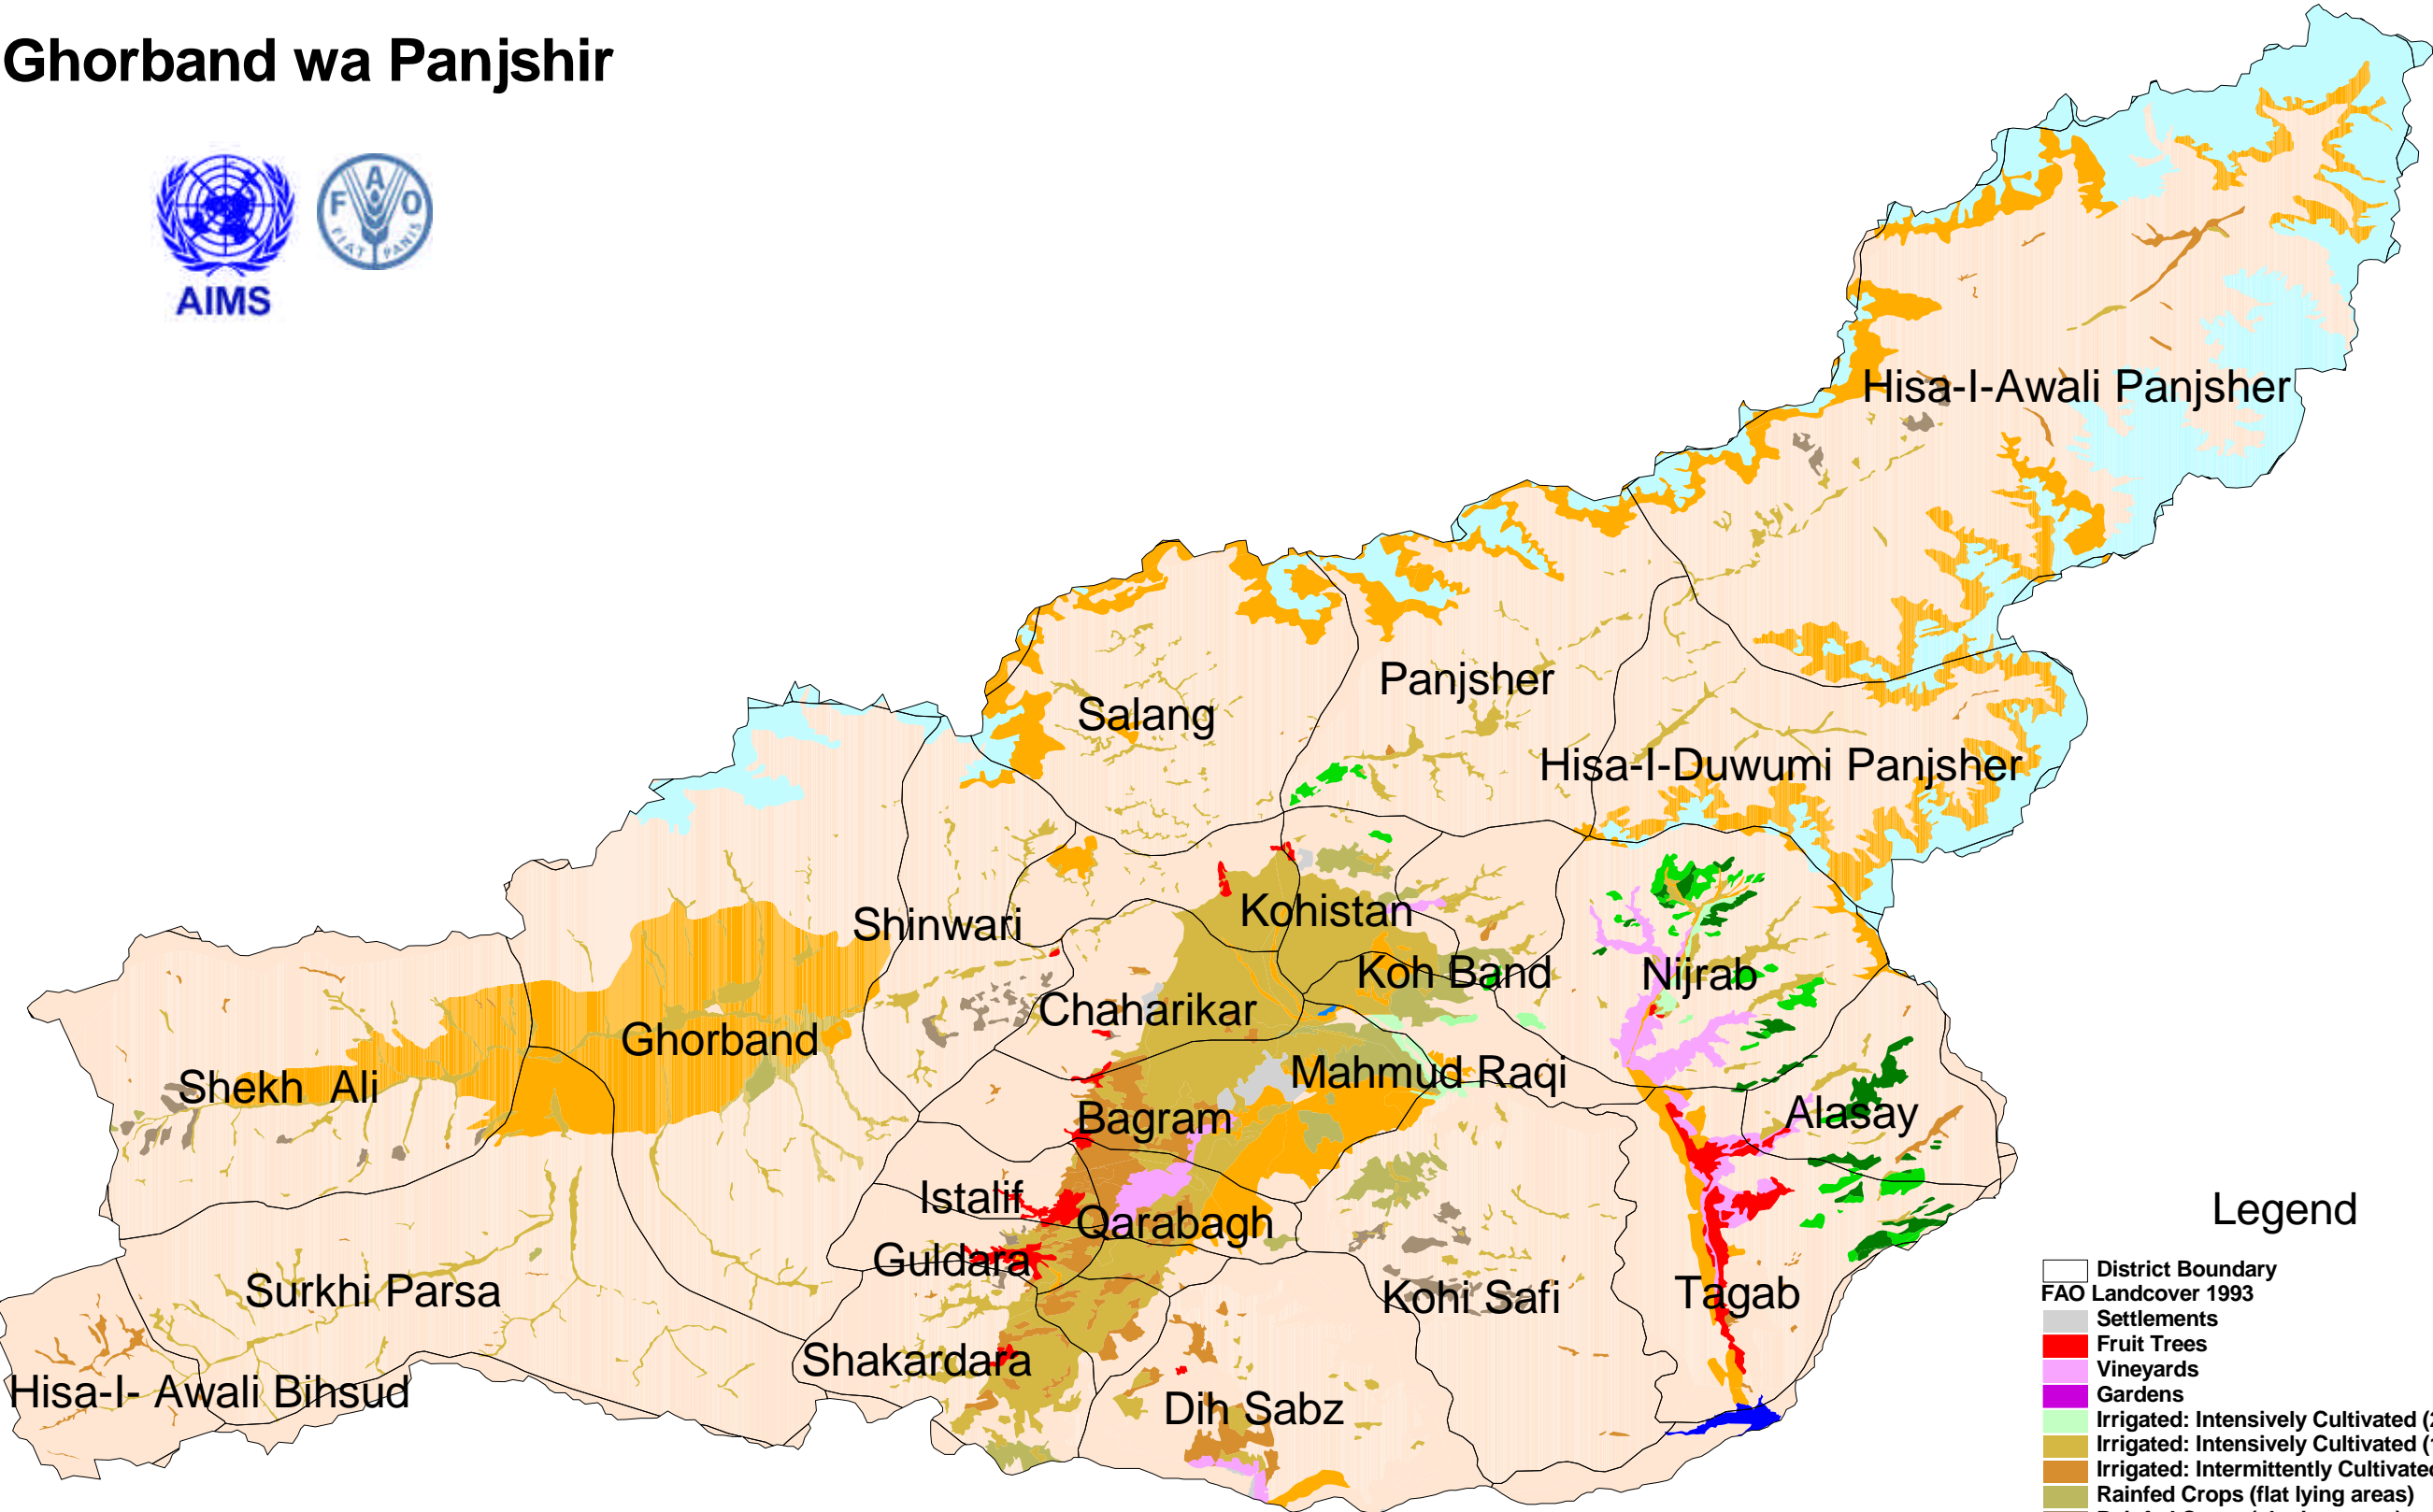 Ghorband wa Panjshir
F A O
FIAT PANIS
AIMS
Hisa-I-Awali Panjsher
Panjsher
Salang
Hisa-I-Duwumi Panjsher
Kohistan
Shinwari
Koh Band
Nijrab
Chaharikar
Ghorband
Mahmud Raqi
Shekh Ali
Bagram
Alasay
Istalif
Qarabagh
Guldara
Surkhi Parsa
Kohi Safi
Tagab
Shakardara
Hisa-I- Awali Bihsud
Dih Sabz
Legend
District Boundary
FAO Landcover 1993
Settlements
Fruit Trees
Vineyards
Gardens
Irrigated: Intensively Cultivated (2
Irrigated: Intensively Cultivated (1
Irrigated: Intermittently Cultivated
Rainfed Crops (flat lying areas)